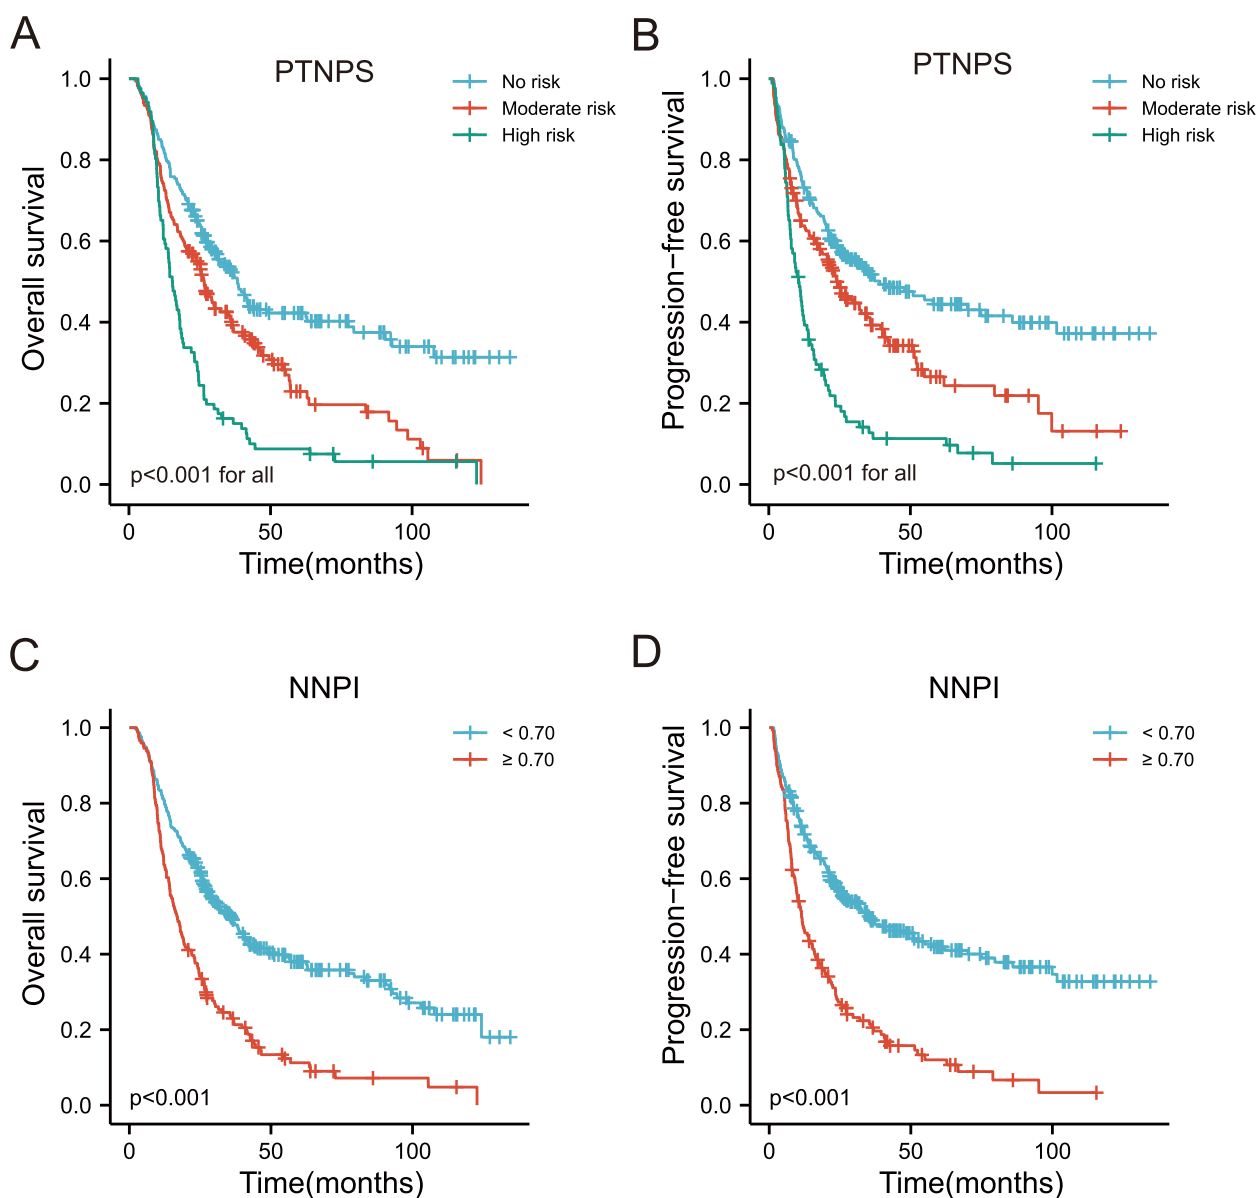 A
PTNPS
No risk
Moderate risk
High risk
Overall survival
1.0
0.8
0.6
0.4
0.2
0.0
p<0.001 for all
0 50 100
Time(months)
B
PTNPS
No risk
Moderate risk
High risk
Progression−free survival
1.0
0.8
0.6
0.4
0.2
0.0
p<0.001 for all
0 50 100
Time(months)
C
NNPI
< 0.70
≥ 0.70
Overall survival
1.0
0.8
0.6
0.4
0.2
0.0
p<0.001
0 50 100
Time(months)
D
NNPI
< 0.70
≥ 0.70
Progression−free survival
1.0
0.8
0.6
0.4
0.2
0.0
p<0.001
0 50 100
Time(months)